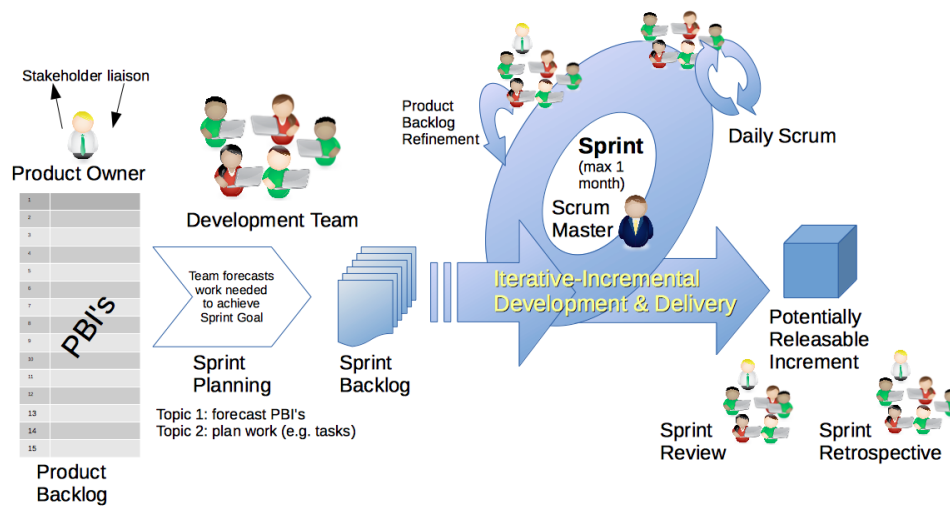 Stakeholder liaison
Product Owner
1
2
3
4
5
6
7
8
9
10
11
12
13
14
15
PBI's
Product
Backlog
Development Team
Team forecasts
work needed
to achieve
Sprint Goal
Sprint
Planning
Topic 1: forecast PBI's
Topic 2: plan work (e.g. tasks)
Sprint
Backlog
Product
Backlog
Refinement
Sprint
(max 1
month)
Scrum
Master
Daily Scrum
Iterative-Incremental
Development & Delivery
Potentially
Releasable
Increment
Sprint
Review
Sprint
Retrospective